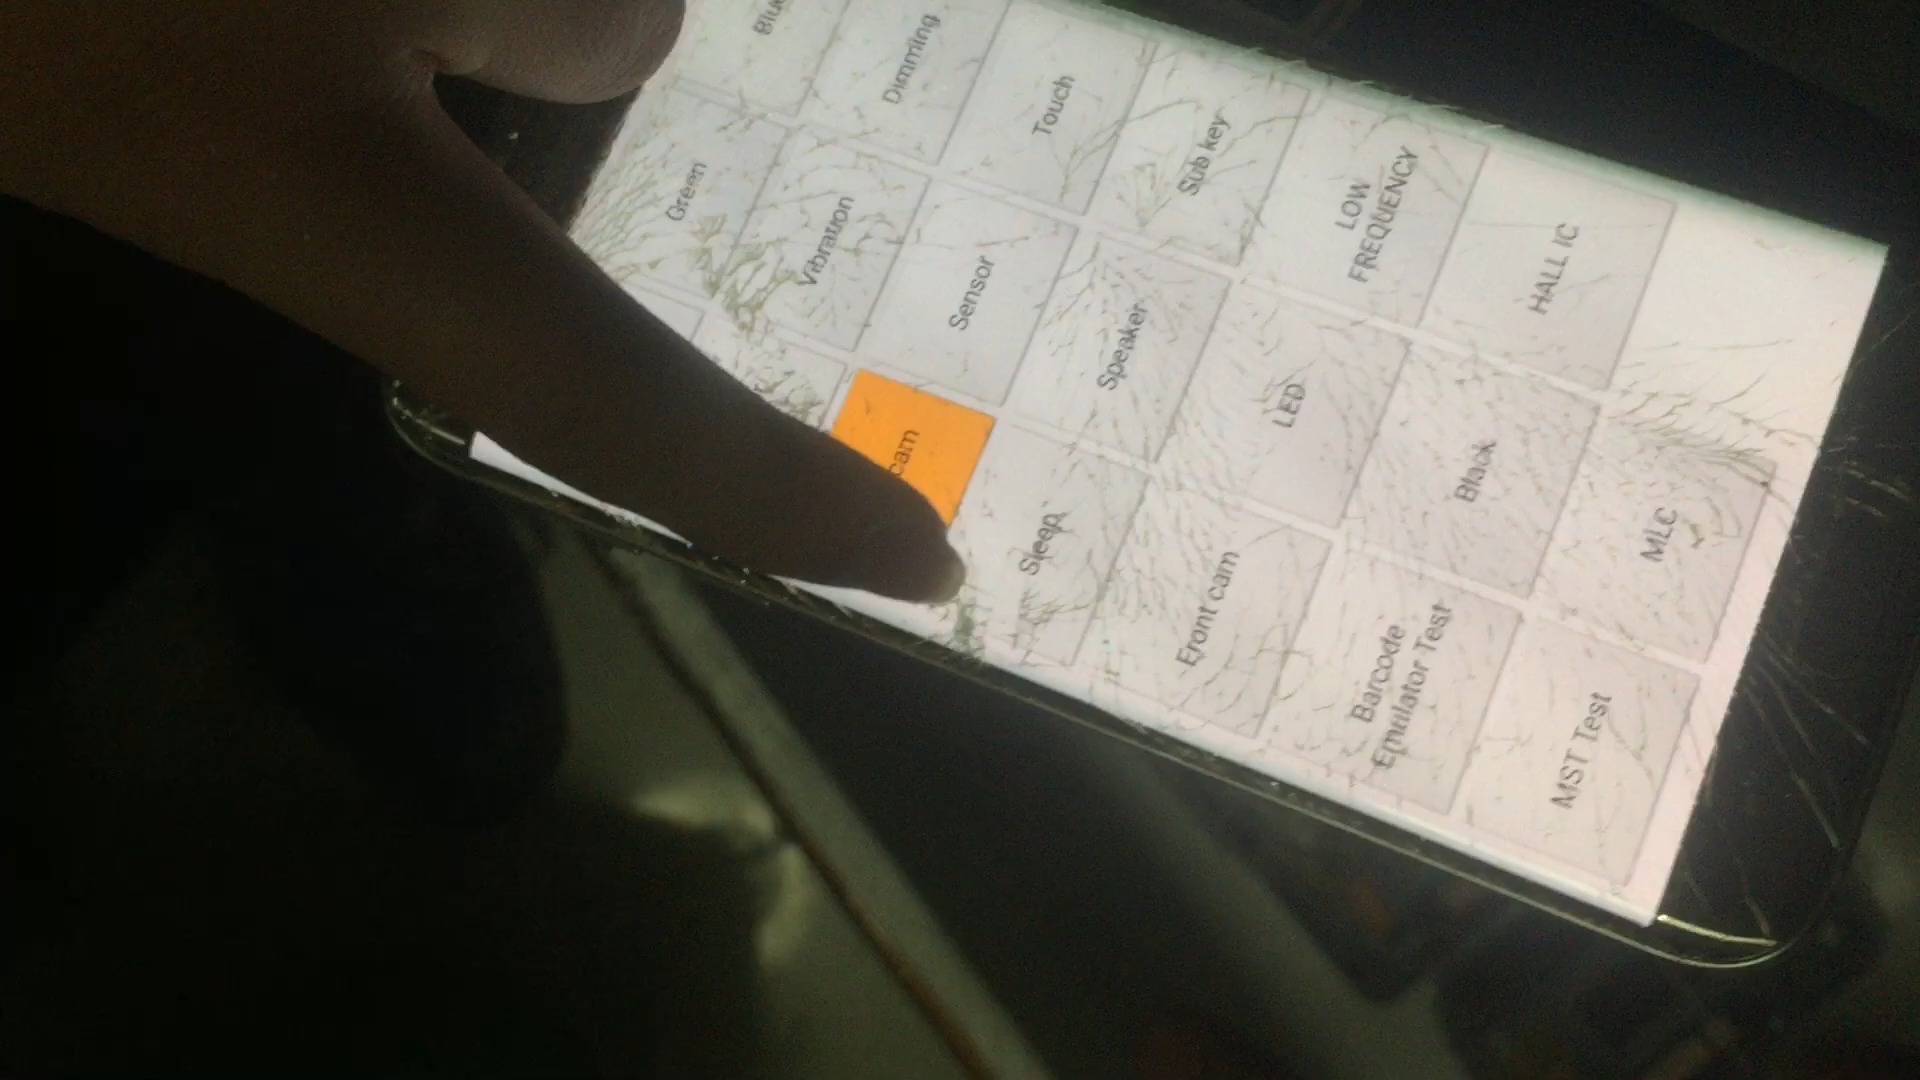 Green
Blue
Vibration
Dimming
cam
Sensor
Touch
Sleep
Speaker
Sub key
Front cam
LED
LOW
FREQUENCY
Barcode
Emulator Test
Black
HALL IC
MST Test
MLC